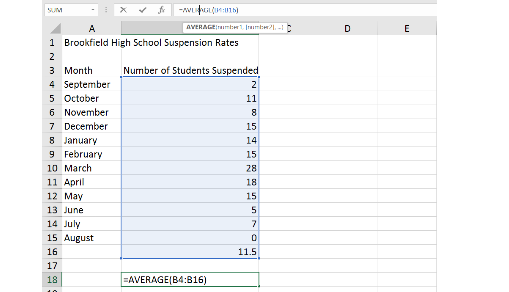 SUM =AVERAGE(B4:B16)
AVERAGE(number1, [number2], ...)
A D E
1 Brookfield High School Suspension Rates
2
3 Month Number of Students Suspended
4 September 2
5 October 11
6 November 8
7 December 15
8 January 14
9 February 15
10 March 28
11 April 18
12 May 15
13 June 5
14 July 7
15 August 0
16 11.5
17
18 =AVERAGE(B4:B16)